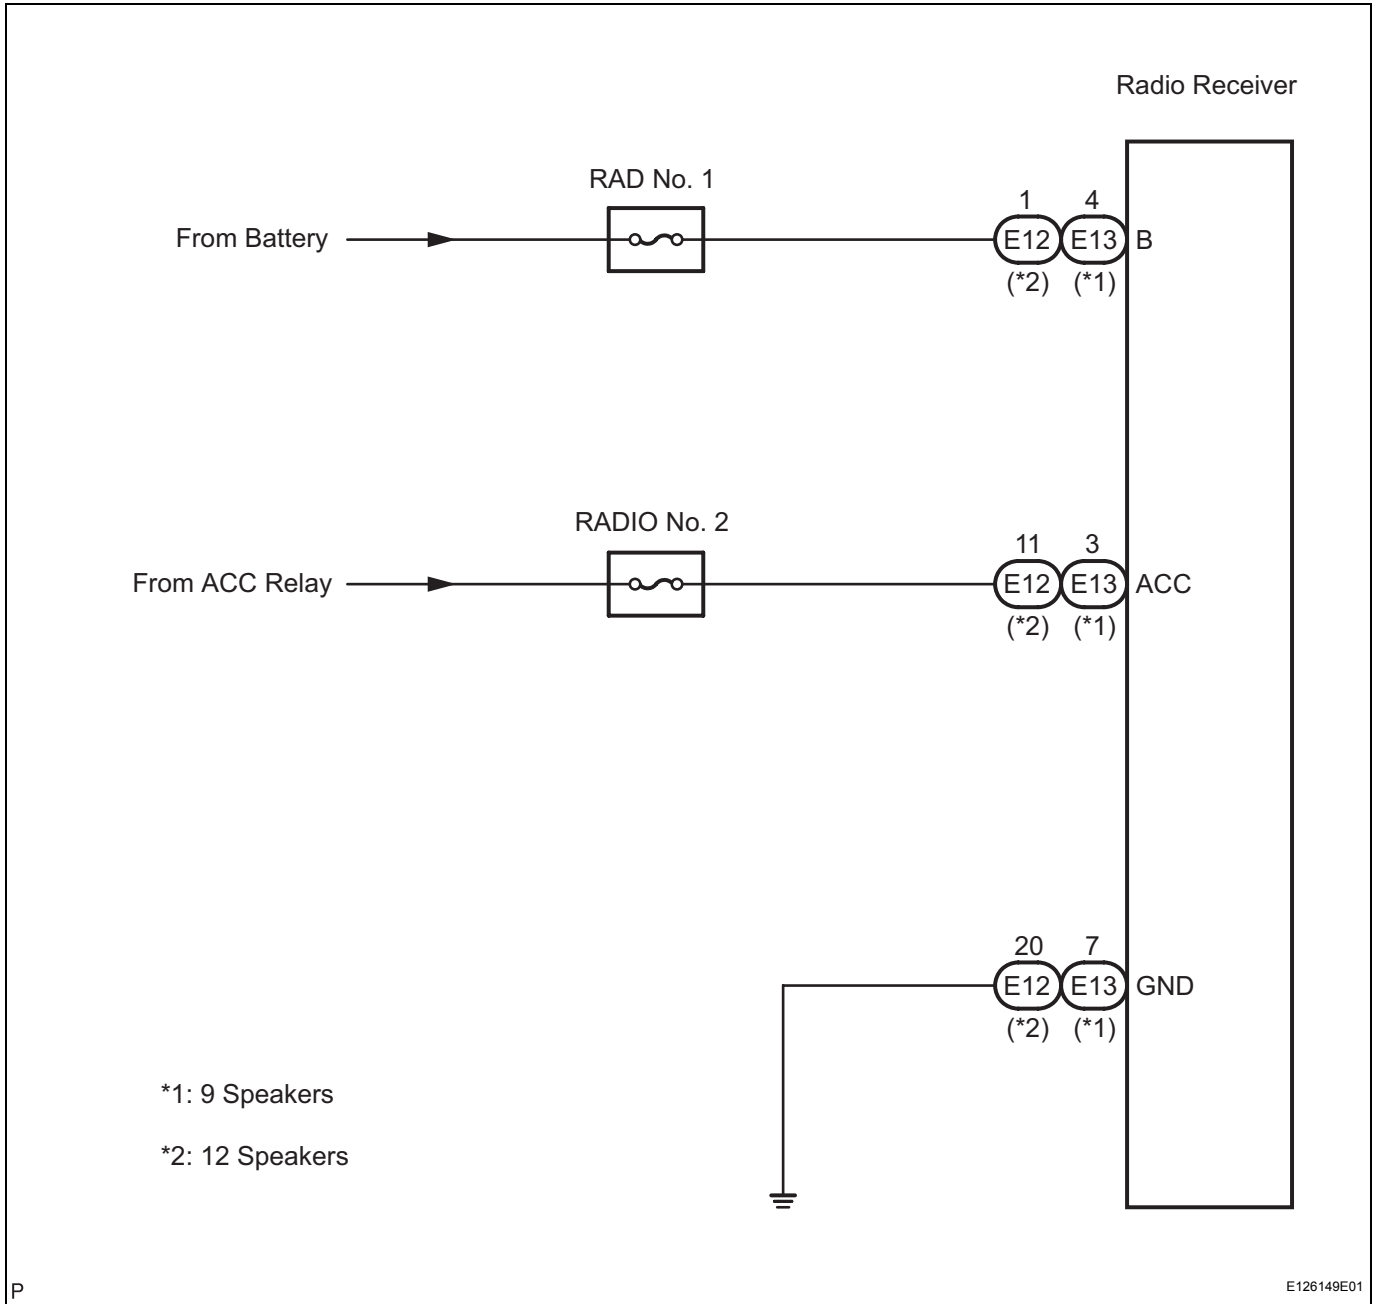 Radio Receiver
RAD No. 1
1 4
From Battery
E12 E13 B
(*2) (*1)
RADIO No. 2
11 3
From ACC Relay
E12 E13 ACC
(*2) (*1)
20 7
E12 E13 GND
(*2) (*1)
*1: 9 Speakers
*2: 12 Speakers
P
E126149E01